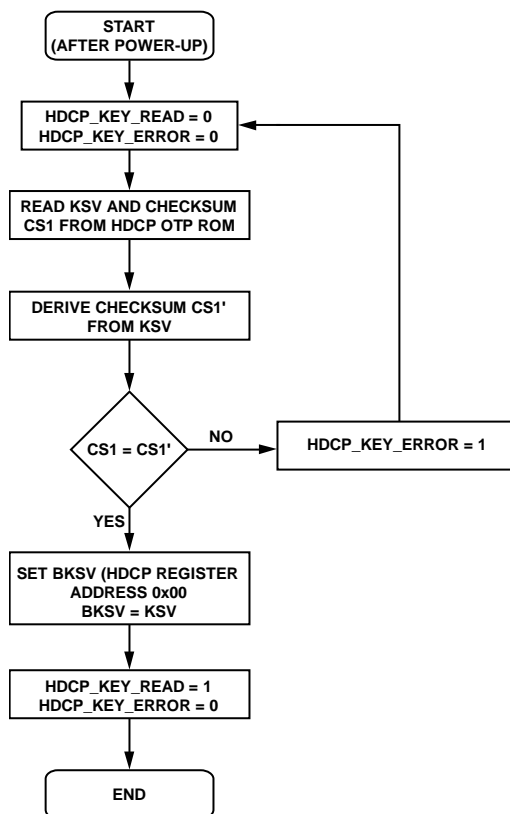 START
(AFTER POWER-UP)
HDCP_KEY_READ = 0
HDCP_KEY_ERROR = 0
READ KSV AND CHECKSUM
CS1 FROM HDCP OTP ROM
DERIVE CHECKSUM CS1'
FROM KSV
CS1 = CS1'
NO
HDCP_KEY_ERROR = 1
YES
SET BKSV (HDCP REGISTER
ADDRESS 0x00
BKSV = KSV
HDCP_KEY_READ = 1
HDCP_KEY_ERROR = 0
END